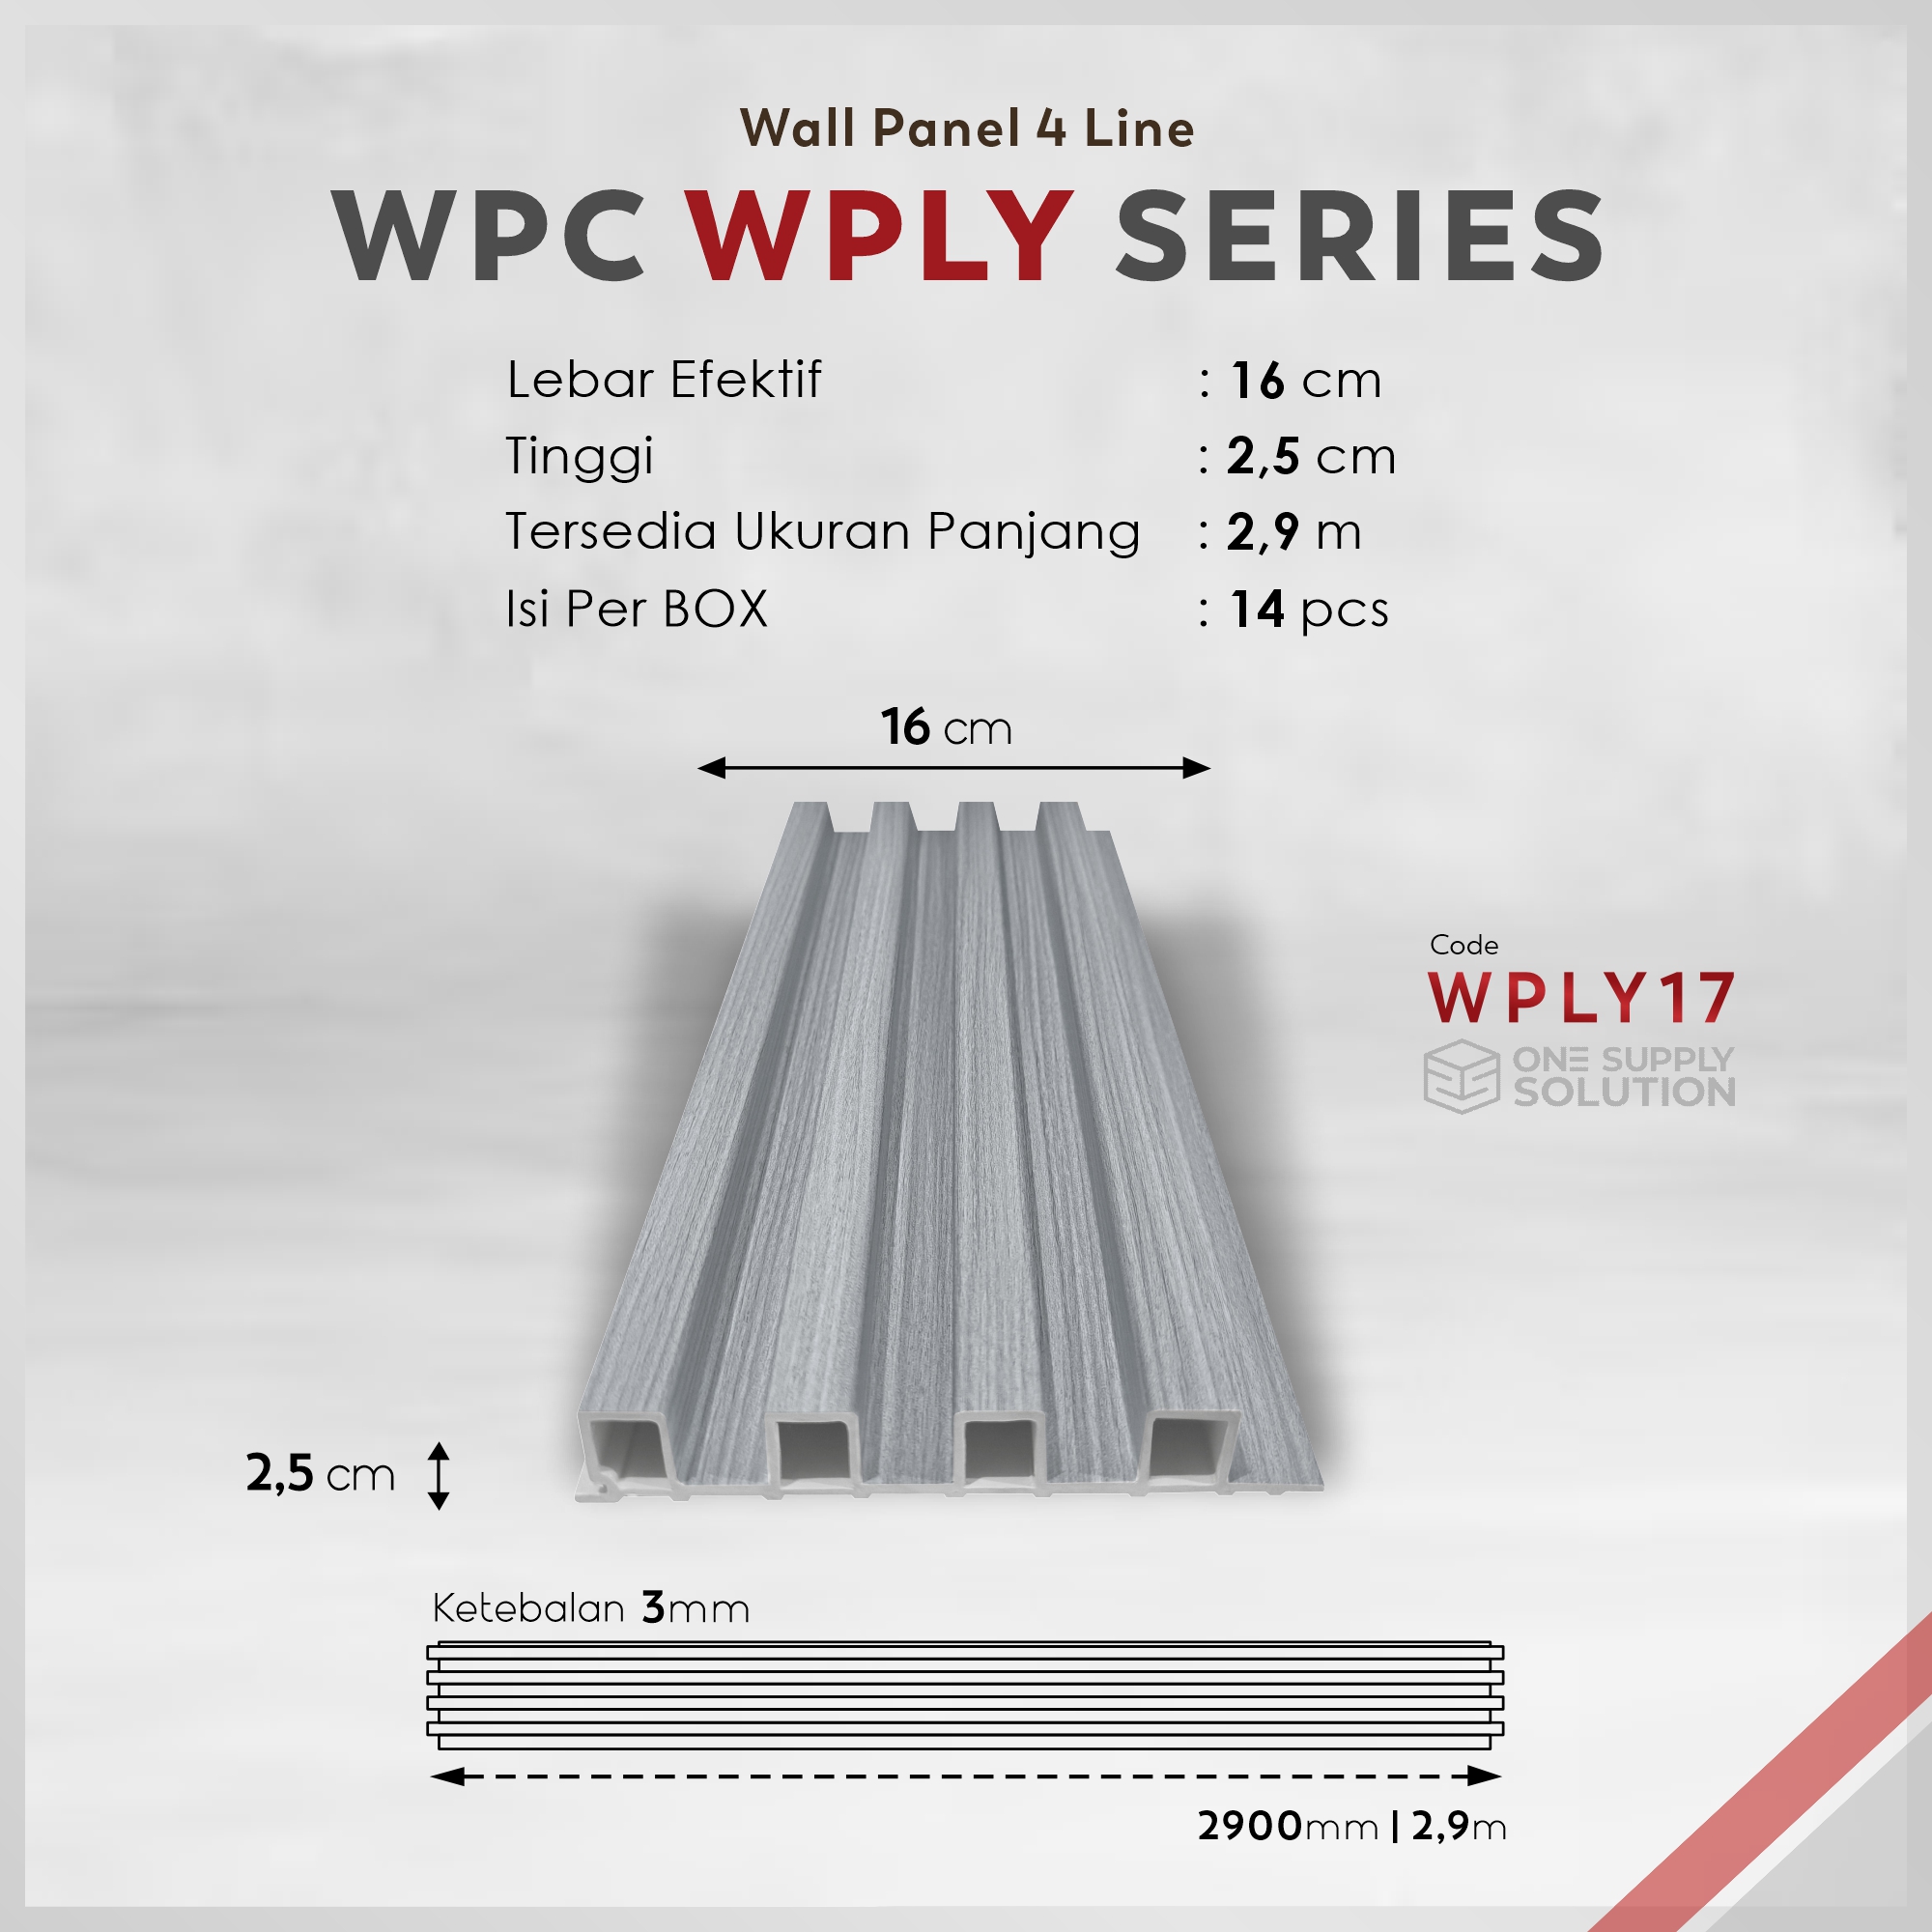 Wall Panel 4 Line
WPC WPLY SERIES
Lebar Efektif : 16 cm
Tinggi : 2,5 cm
Tersedia Ukuran Panjang : 2,9 m
Isi Per BOX : 14 pcs
16 cm
Code
WPLY17
ONE SUPPLY
SOLUTION
2,5 cm
Ketebalan 3mm
2900mm | 2,9m